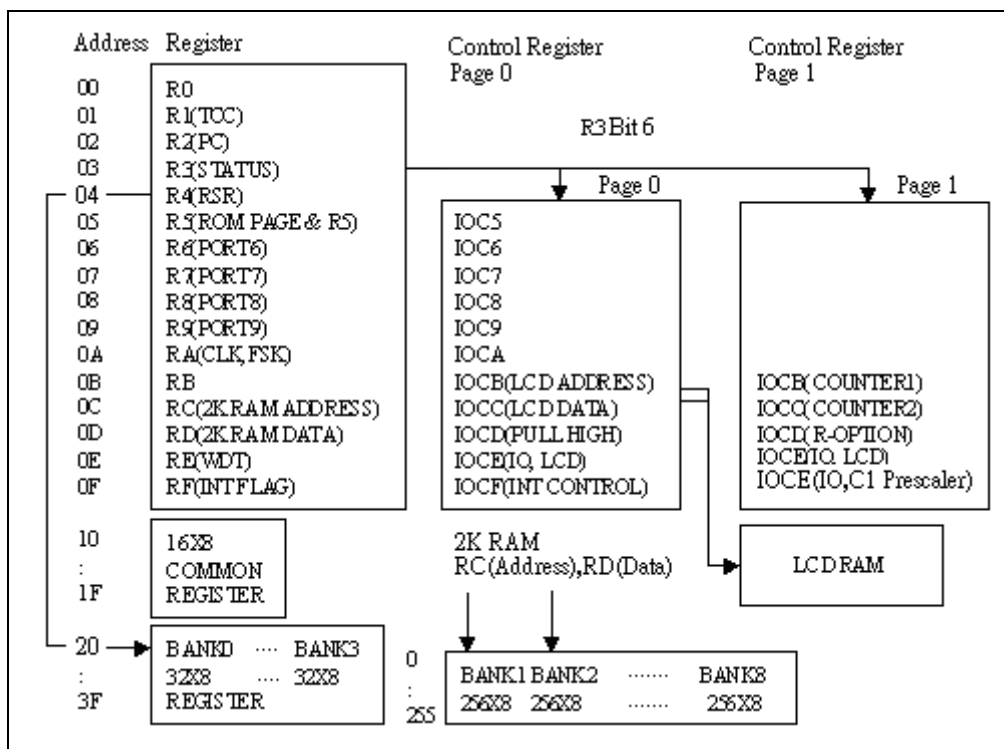 Address Register Control Register Control Register
Page 0 Page 1
00 R0
01 R1(TCC) R3 Bit 6
02 R2(PC)
03 R3(STATUS)
04 R4(RSR) Page 0 Page 1
05 R5(ROM PAGE & R5) IOC5
06 R6(PORT6) IOC6
07 R7(PORT7) IOC7
08 R8(PORT8) IOC8
09 R9(PORT9) IOC9
0A RA(CLK,FSK) IOCA
0B RB IOCB(LCD ADDRESS) IOCB(COUNTER1)
0C RC(2K RAM ADDRESS) IOCC(LCD DATA) IOCC(COUNTER2)
0D RD(2K RAM DATA) IOCD(PULL HIGH) IOCD(R-OPTION)
0E RE(WDT) IOCE(IO, LCD) IOCE(IO, LCD)
0F RF(INT FLAG) IOCF(INT CONTROL) IOCE(IO,C1 Prescaler)
10 16X8 2K RAM
: COMMON RC(Address),RD(Data) LCD RAM
1F REGISTER
20 BANK0 .... BANK3 0
: 32X8 .... 32X8 : BANK1 BANK2 ....... BANK8
3F REGISTER 255 256X8 256X8 ....... 256X8